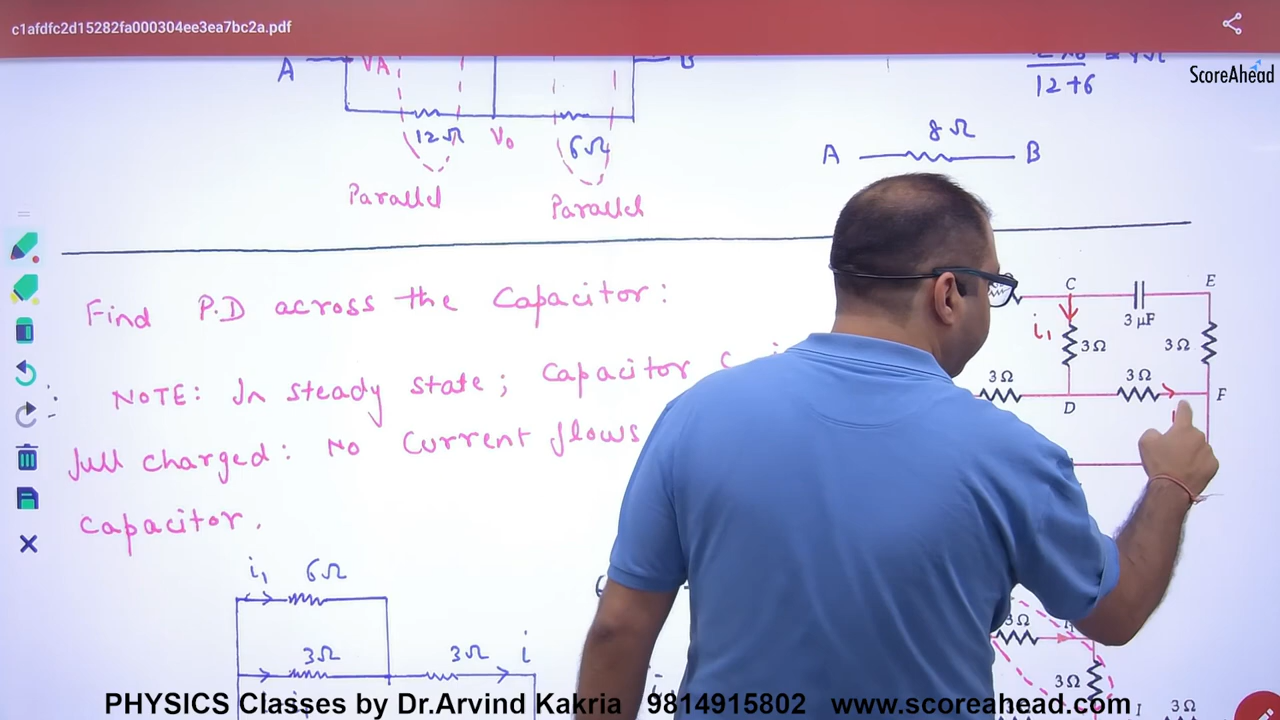 c1afdfc2d15282fa000304ee3ea7bc2a.pdf
ScoreAhead
A VA B
12Ω V₀ 6Ω
Parallel Parallel
12+6
8Ω
A B
Find P.D across the Capacitor:
NOTE: In steady state; Capacitor
full charged: No Current flows
Capacitor.
C E
3 μF
i₁ 3Ω 3Ω
3Ω 3Ω
D F
i₁ 6Ω
3Ω 3Ω i
3Ω
3Ω
3Ω
PHYSICS Classes by Dr.Arvind Kakria 9814915802 www.scoreahead.com